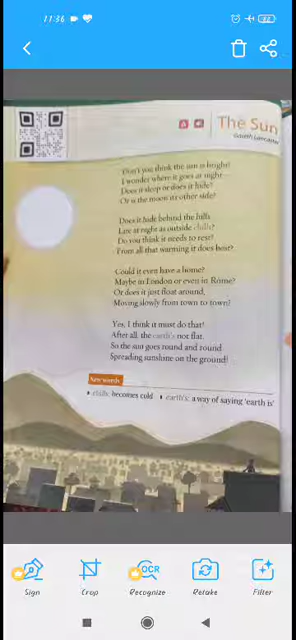 11:36
The Sun
Gareth Lancaster
Don't you think the sun is bright?
I wonder where it goes at night
Does it sleep or does it hide?
Or is the moon its other side?
Does it hide behind the hills
Late at night as outside chills?
Do you think it needs to rest?
From all that warming it does best?
Could it even have a home?
Maybe in London or even in Rome?
Or does it just float around,
Moving slowly from town to town?
Yes, I think it must do that!
After all, the earth's not flat.
So the sun goes round and round
Spreading sunshine on the ground!
New words
chills: becomes cold earth's: a way of saying 'earth is'
Sign Crop Recognize Retake Filter
OCR